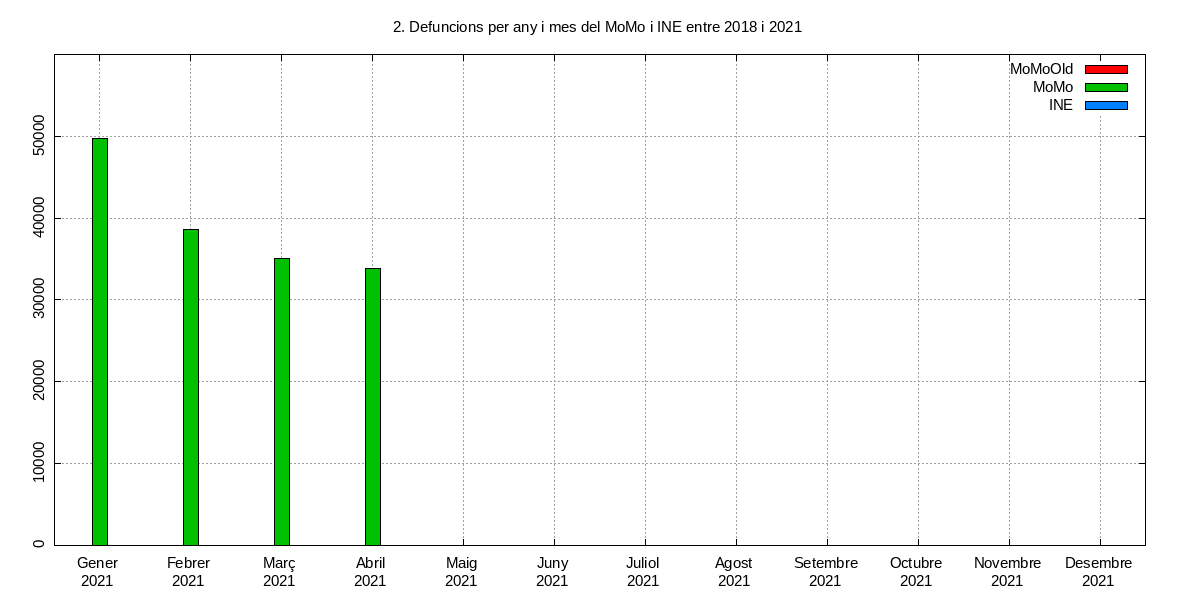 2. Defuncions per any i mes del MoMo i INE entre 2018 i 2021
MoMoOld
MoMo
INE
50000
40000
30000
20000
10000
0
Gener Febrer Març Abril Maig Juny Juliol Agost Setembre Octubre Novembre Desembre
2021 2021 2021 2021 2021 2021 2021 2021 2021 2021 2021 2021